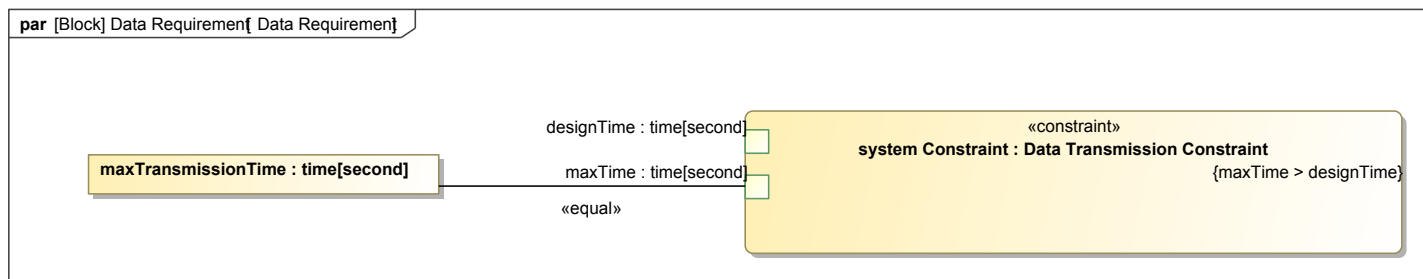 par [Block] Data Requirement[ Data Requirement]
designTime : time[second]
«constraint»
system Constraint : Data Transmission Constraint
maxTransmissionTime : time[second]
maxTime : time[second]
{maxTime > designTime}
«equal»